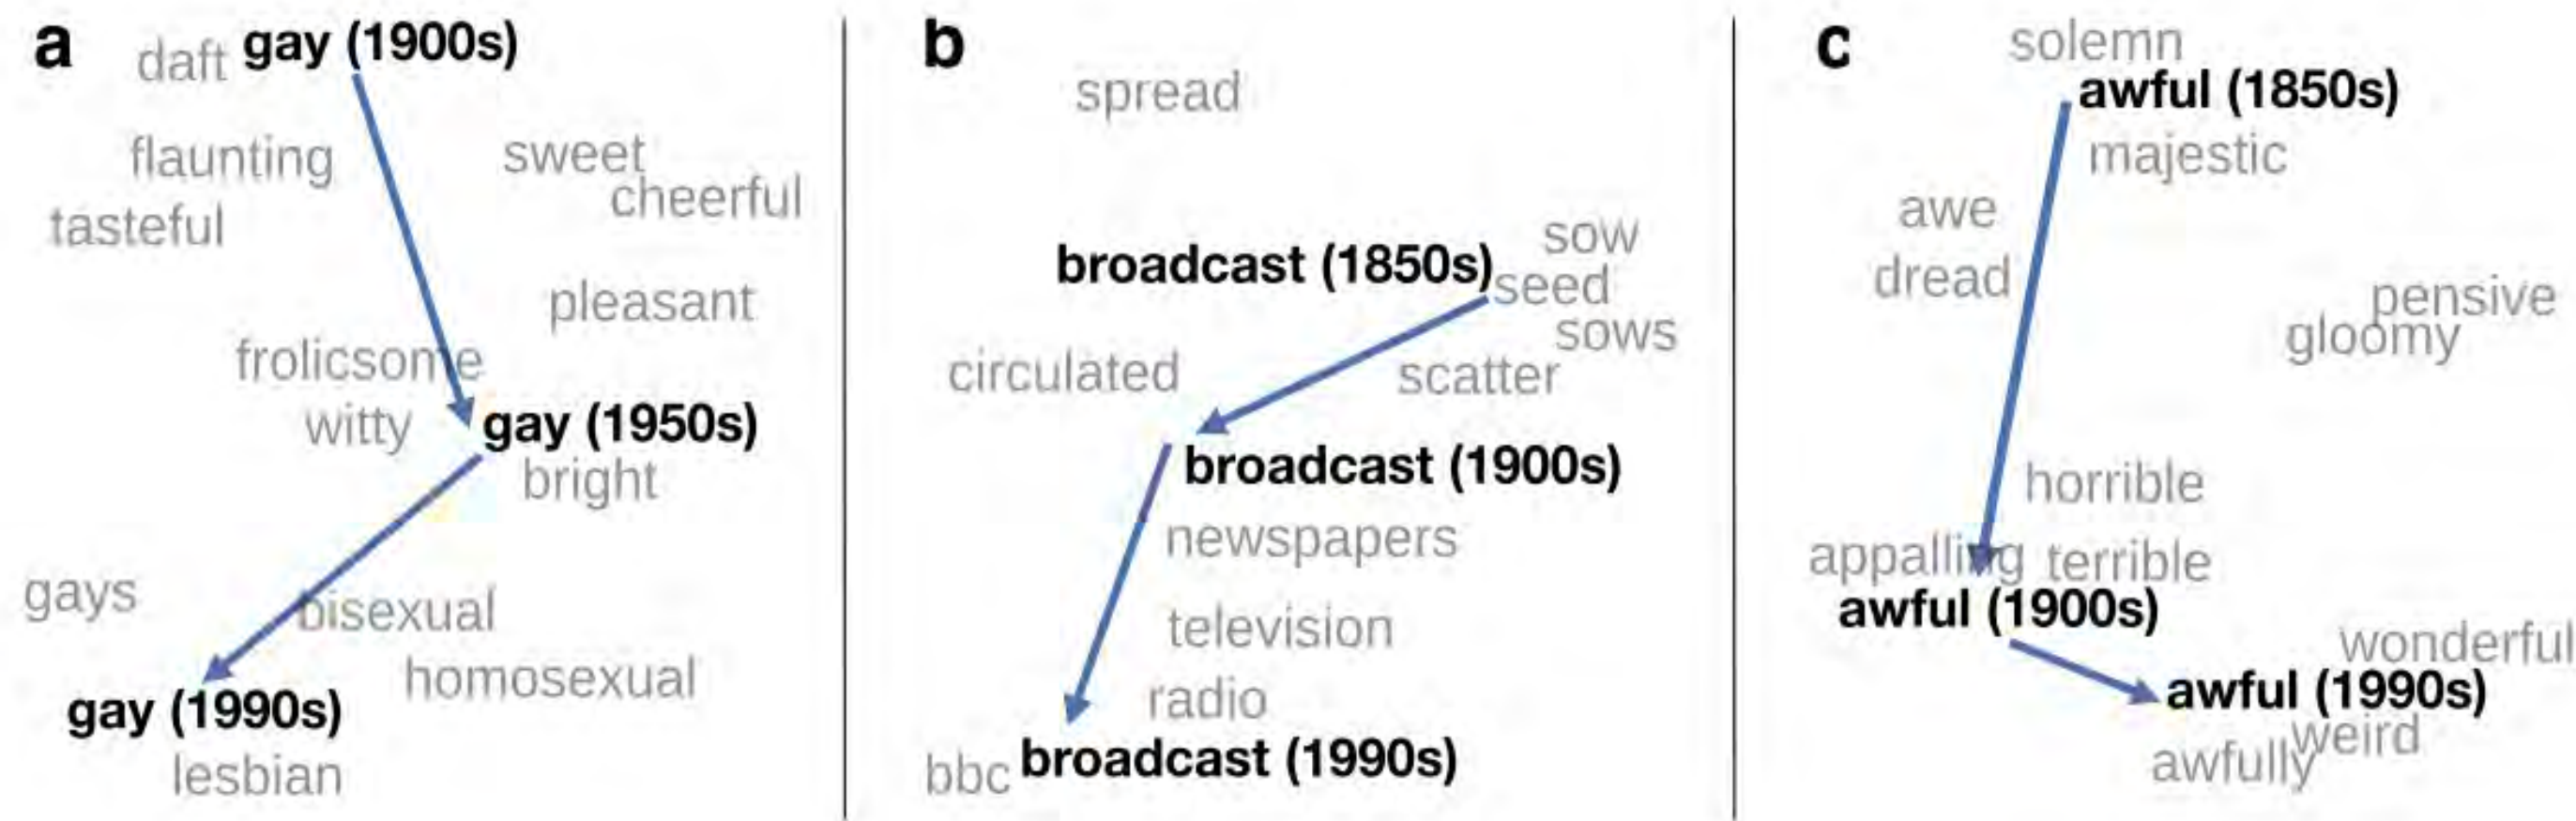 a
daft gay (1900s)
flaunting
sweet
cheerful
tasteful
pleasant
frolicsome
witty
gay (1950s)
bright
gays
bisexual
homosexual
gay (1990s)
lesbian
b
spread
sow
broadcast (1850s)
seed
sows
circulated
scatter
broadcast (1900s)
newspapers
television
radio
bbc broadcast (1990s)
c
solemn
awful (1850s)
majestic
awe
dread
pensive
gloomy
horrible
appalling terrible
awful (1900s)
wonderful
awful (1990s)
weird
awfully